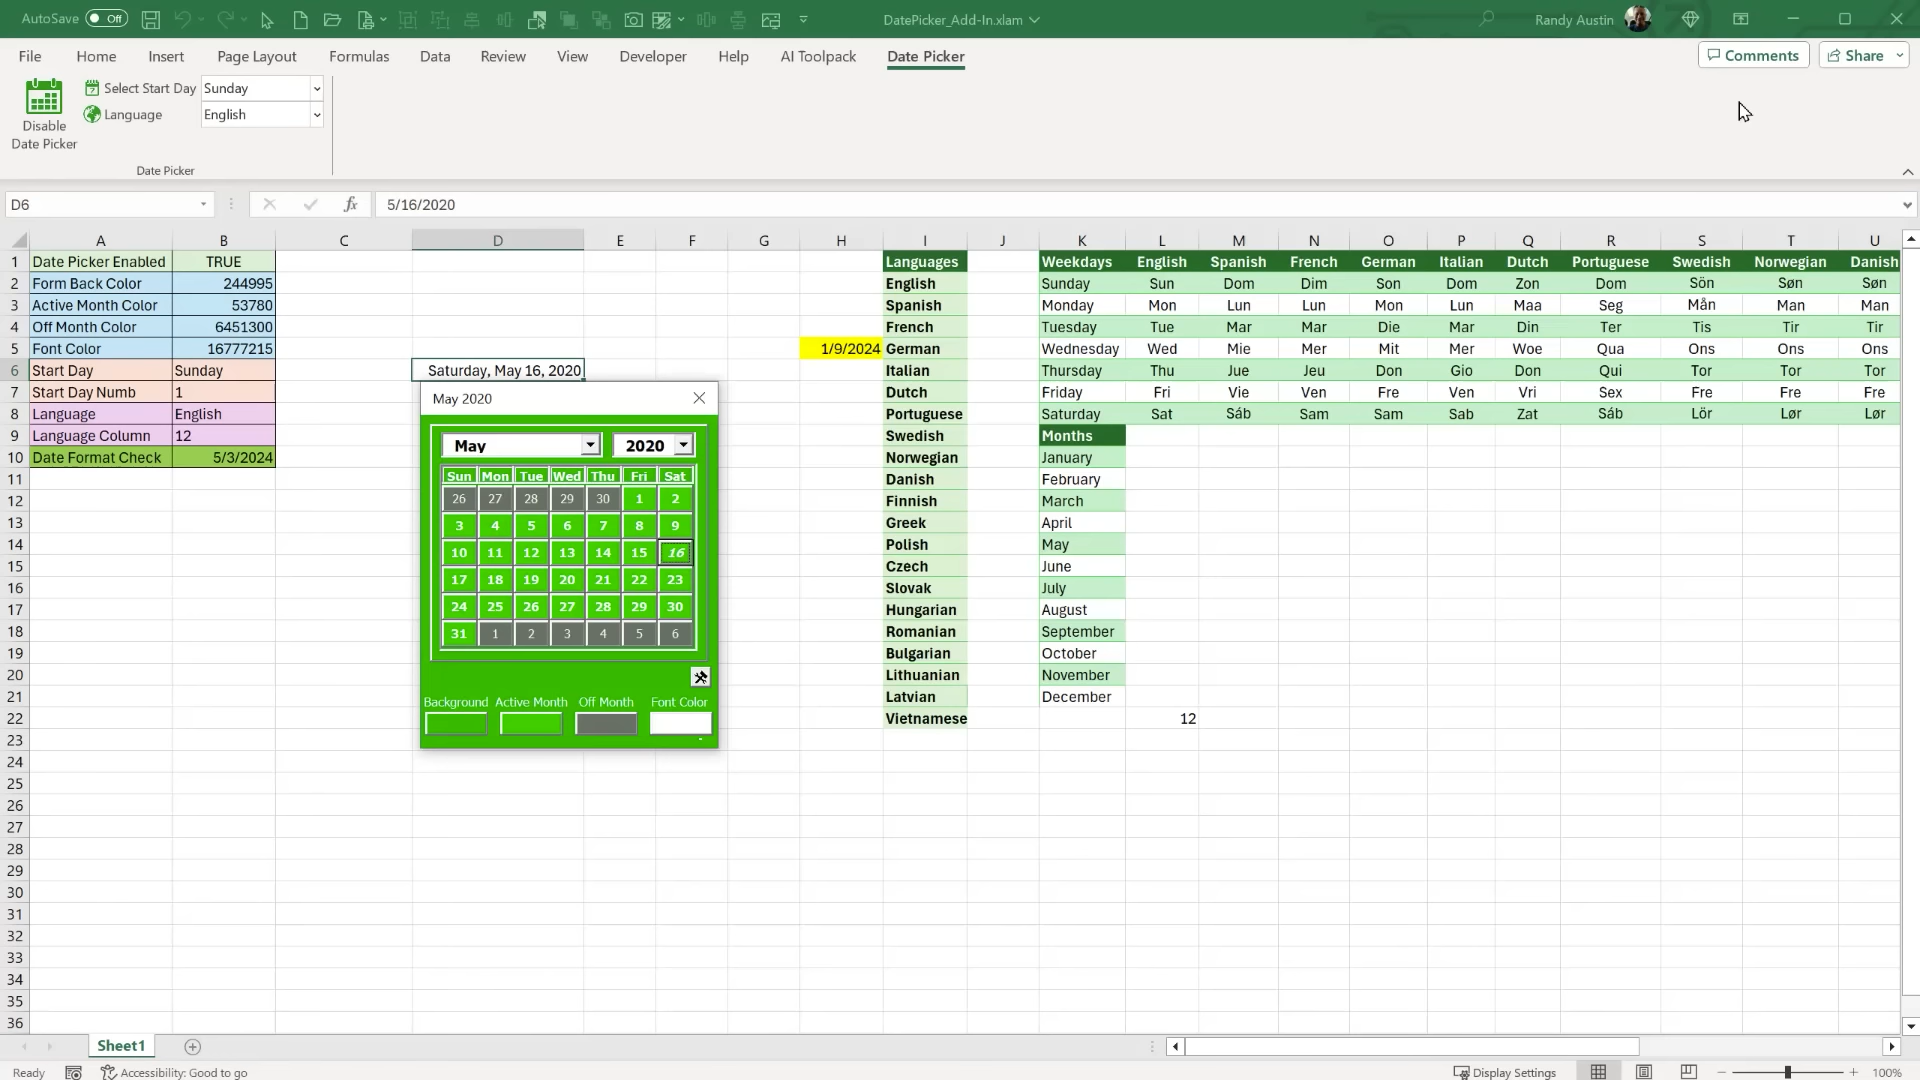 AutoSave Off DatePicker_Add-In.xlam Randy Austin
File Home Insert Page Layout Formulas Data Review View Developer Help AI Toolpack Date Picker Comments Share
Disable
Date Picker
Select Start Day Sunday
Language English
Date Picker
D6 fx 5/16/2020
A B C D E F G H I J K L M N O P Q R S T U
1 Date Picker Enabled TRUE Languages Weekdays English Spanish French German Italian Dutch Portuguese Swedish Norwegian Danish
2 Form Back Color 244995 English Sunday Sun Dom Dim Son Dom Zon Dom Sön Søn Søn
3 Active Month Color 53780 Spanish Monday Mon Lun Lun Mon Lun Maa Seg Mån Man Man
4 Off Month Color 6451300 French Tuesday Tue Mar Mar Die Mar Din Ter Tis Tir Tir
5 Font Color 16777215 1/9/2024 German Wednesday Wed Mie Mer Mit Mer Woe Qua Ons Ons Ons
6 Start Day Sunday Saturday, May 16, 2020 Italian Thursday Thu Jue Jeu Don Gio Don Qui Tor Tor Tor
7 Start Day Numb 1 Dutch Friday Fri Vie Ven Fre Ven Vri Sex Fre Fre Fre
8 Language English Portuguese Saturday Sat Sáb Sam Sam Sab Zat Sáb Lör Lør Lør
9 Language Column 12 Swedish Months
10 Date Format Check 5/3/2024 Norwegian January
11 Danish February
12 Finnish March
13 Greek April
14 Polish May
15 Czech June
16 Slovak July
17 Hungarian August
18 Romanian September
19 Bulgarian October
20 Lithuanian November
21 Latvian December
22 Vietnamese 12
23
24
25
26
27
28
29
30
31
32
33
34
35
36
May 2020
May 2020
Sun Mon Tue Wed Thu Fri Sat
26 27 28 29 30 1 2
3 4 5 6 7 8 9
10 11 12 13 14 15 16
17 18 19 20 21 22 23
24 25 26 27 28 29 30
31 1 2 3 4 5 6
Background Active Month Off Month Font Color
Sheet1
Ready Accessibility: Good to go Display Settings 100%